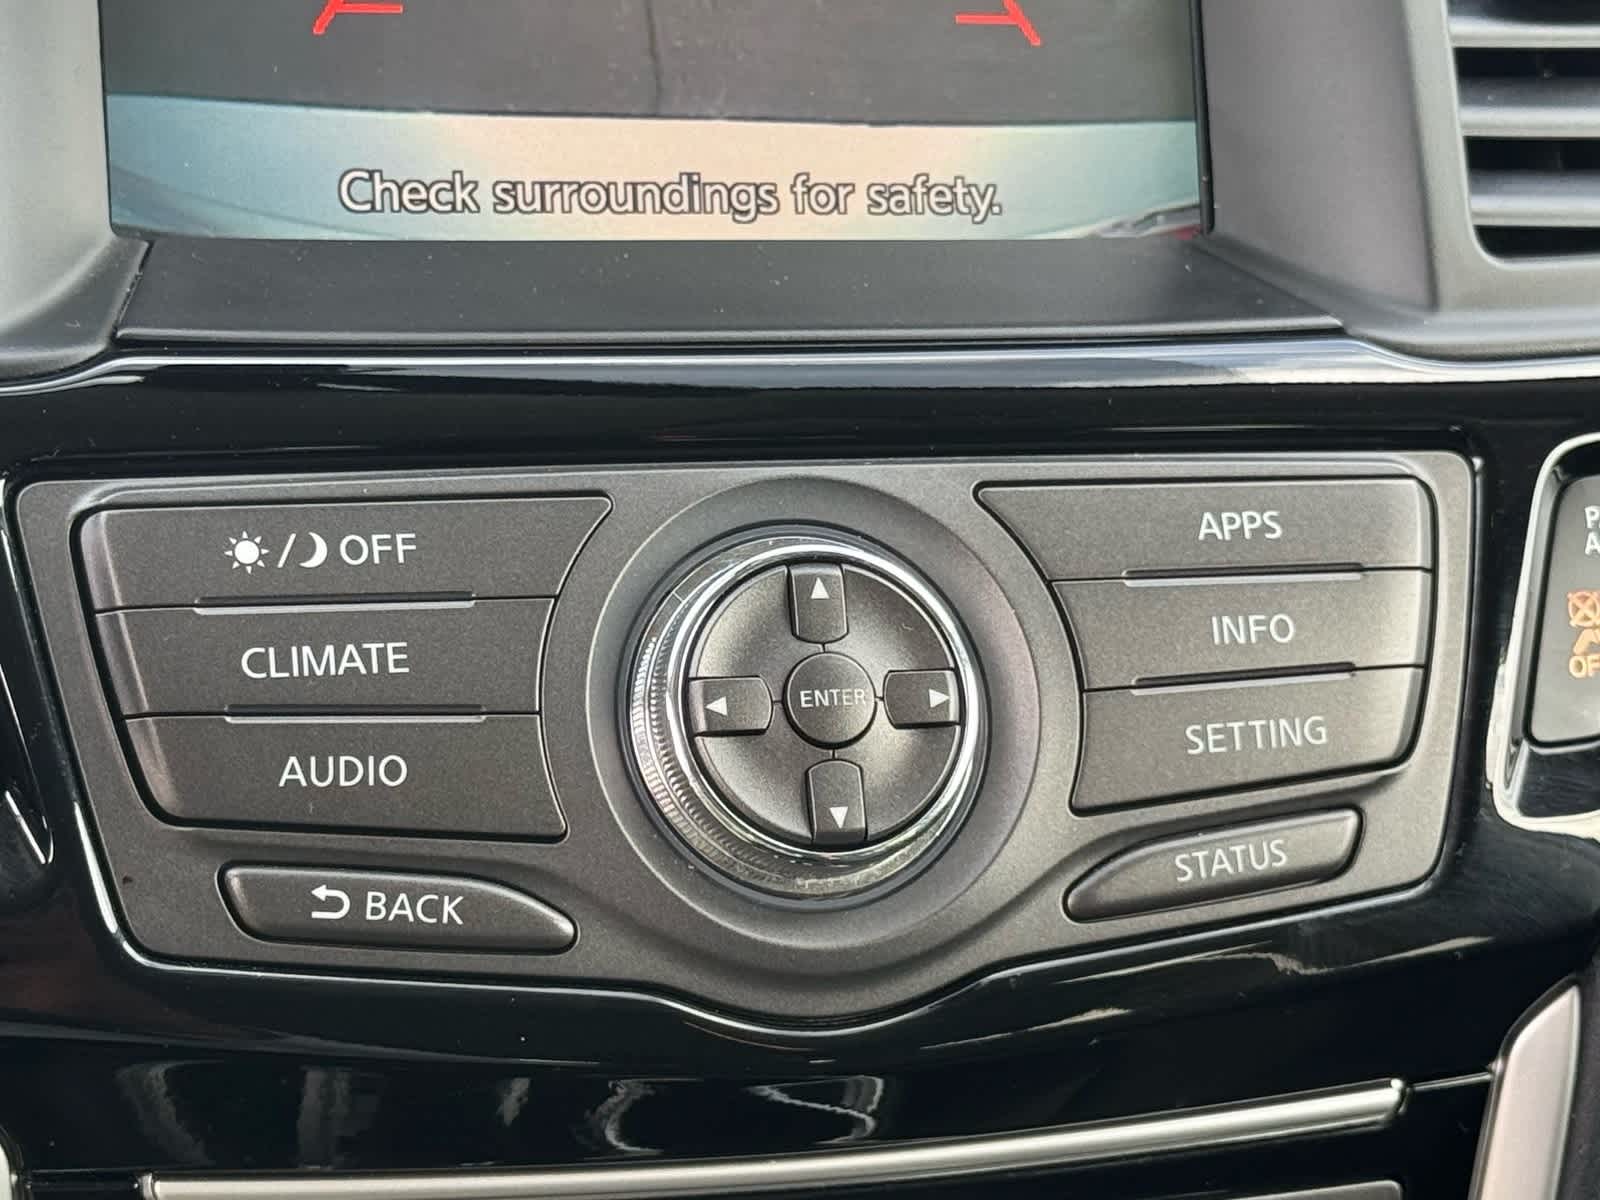 Check surroundings for safety.
OFF
CLIMATE
AUDIO
BACK
ENTER
APPS
INFO
SETTING
STATUS